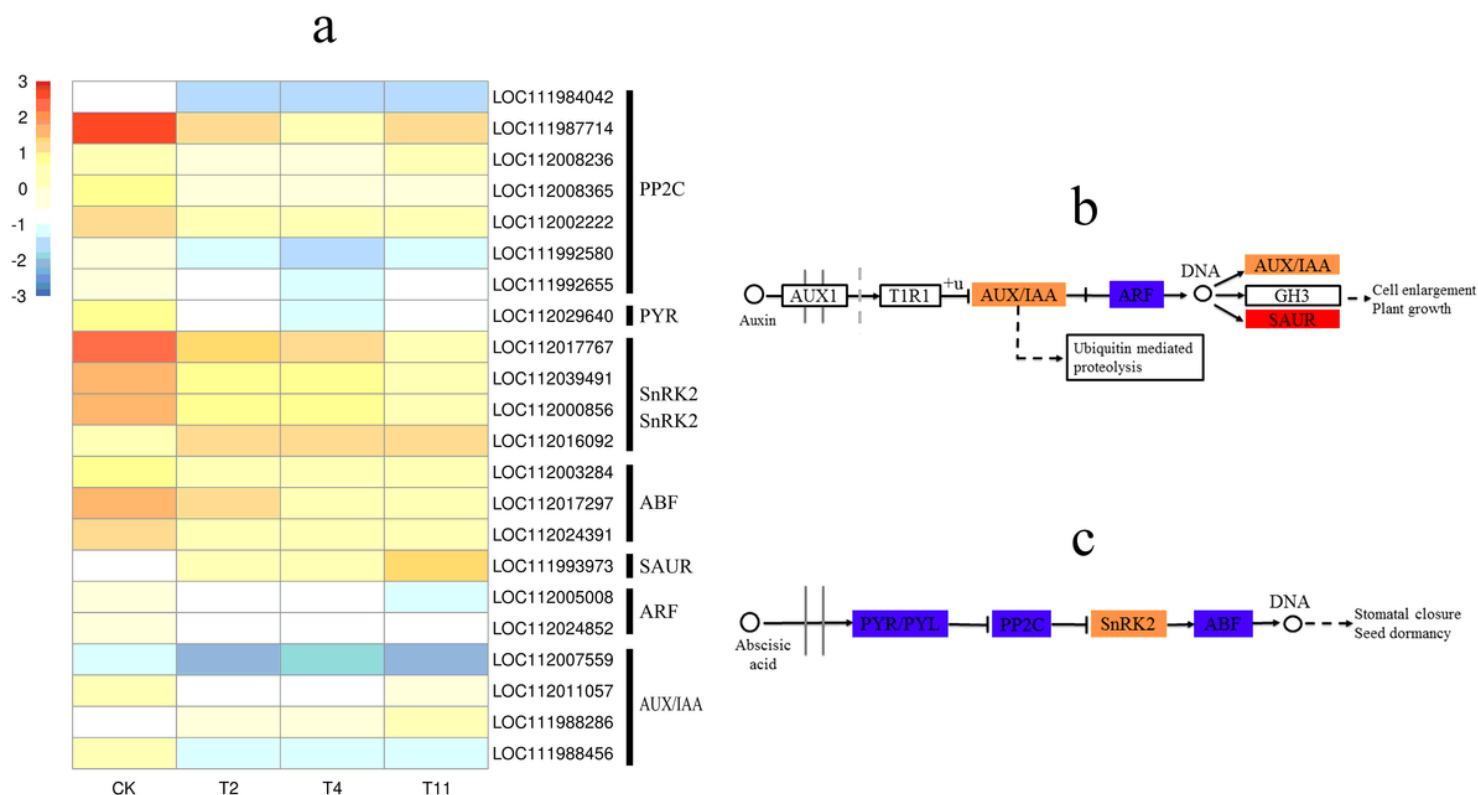 a
3
2
1
0
-1
-2
-3
LOC111984042
LOC111987714
LOC112008236
LOC112008365
LOC112002222
LOC111992580
LOC111992655
LOC112029640
LOC112017767
LOC112039491
LOC112000856
LOC112016092
LOC112003284
LOC112017297
LOC112024391
LOC111993973
LOC112005008
LOC112024852
LOC112007559
LOC112011057
LOC111988286
LOC111988456
PP2C
PYR
SnRK2
SnRK2
ABF
SAUR
ARF
AUX/IAA
CK T2 T4 T11
b
Auxin
AUX1
T1R1
+u
AUX/IAA
ARF
DNA
AUX/IAA
GH3
SAUR
Cell enlargement
Plant growth
Ubiquitin mediated
proteolysis
c
Abscisic
acid
PYR/PYL
PP2C
SnRK2
ABF
DNA
Stomatal closure
Seed dormancy